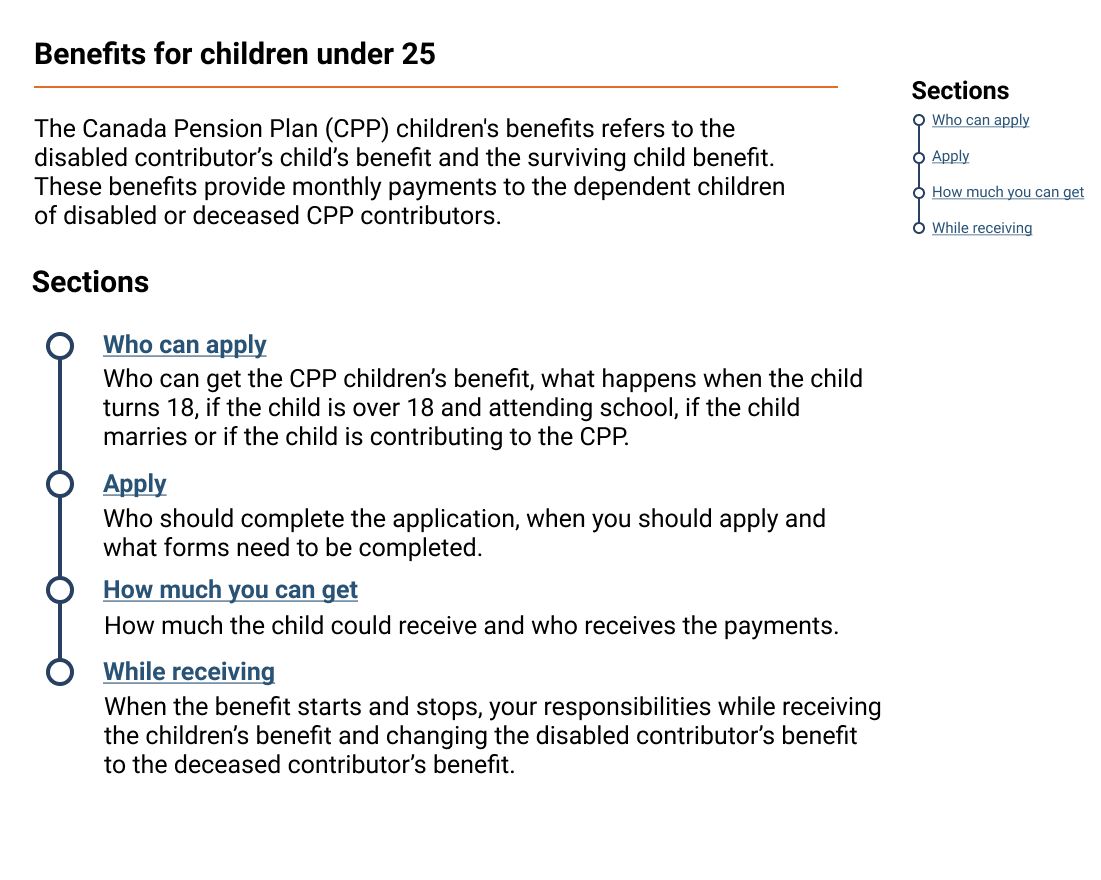 Benefits for children under 25
The Canada Pension Plan (CPP) children's benefits refers to the
disabled contributor’s child’s benefit and the surviving child benefit.
These benefits provide monthly payments to the dependent children
of disabled or deceased CPP contributors.
Sections
Who can apply
Who can get the CPP children’s benefit, what happens when the child
turns 18, if the child is over 18 and attending school, if the child
marries or if the child is contributing to the CPP.
Apply
Who should complete the application, when you should apply and
what forms need to be completed.
How much you can get
How much the child could receive and who receives the payments.
While receiving
When the benefit starts and stops, your responsibilities while receiving
the children’s benefit and changing the disabled contributor’s benefit
to the deceased contributor’s benefit.
Sections
Who can apply
Apply
How much you can get
While receiving